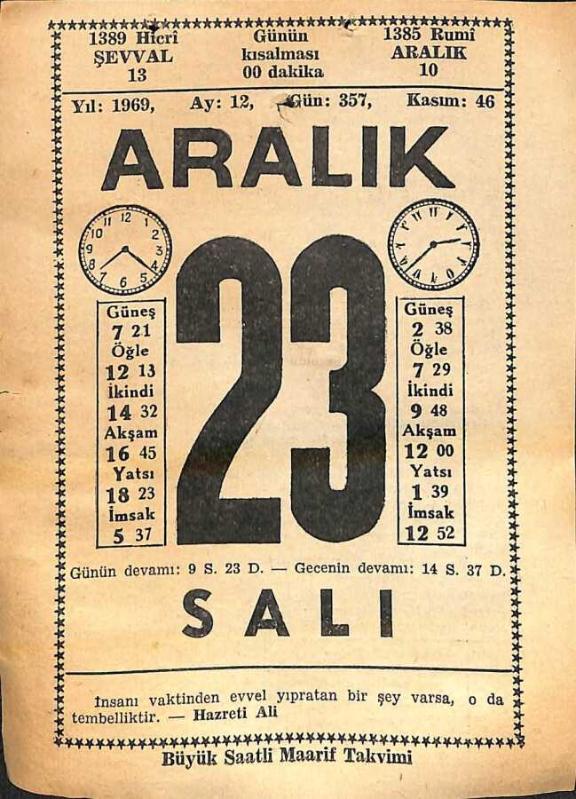 1389 Hicrî Günün 1385 Rumî
ŞEVVAL kısalması ARALIK
13 00 dakika 10
Yıl: 1969, Ay: 12, Gün: 357, Kasım: 46
ARALIK
23
Güneş
7 21
Öğle
12 13
İkindi
14 32
Akşam
16 45
Yatsı
18 23
İmsak
5 37
Güneş
2 38
Öğle
7 29
İkindi
9 48
Akşam
12 00
Yatsı
1 39
İmsak
12 52
Günün devamı: 9 S. 23 D. — Gecenin devamı: 14 S. 37 D.
SALI
İnsanı vaktinden evvel yıpratan bir şey varsa, o da
tembelliktir. — Hazreti Ali
Büyük Saatli Maarif Takvimi